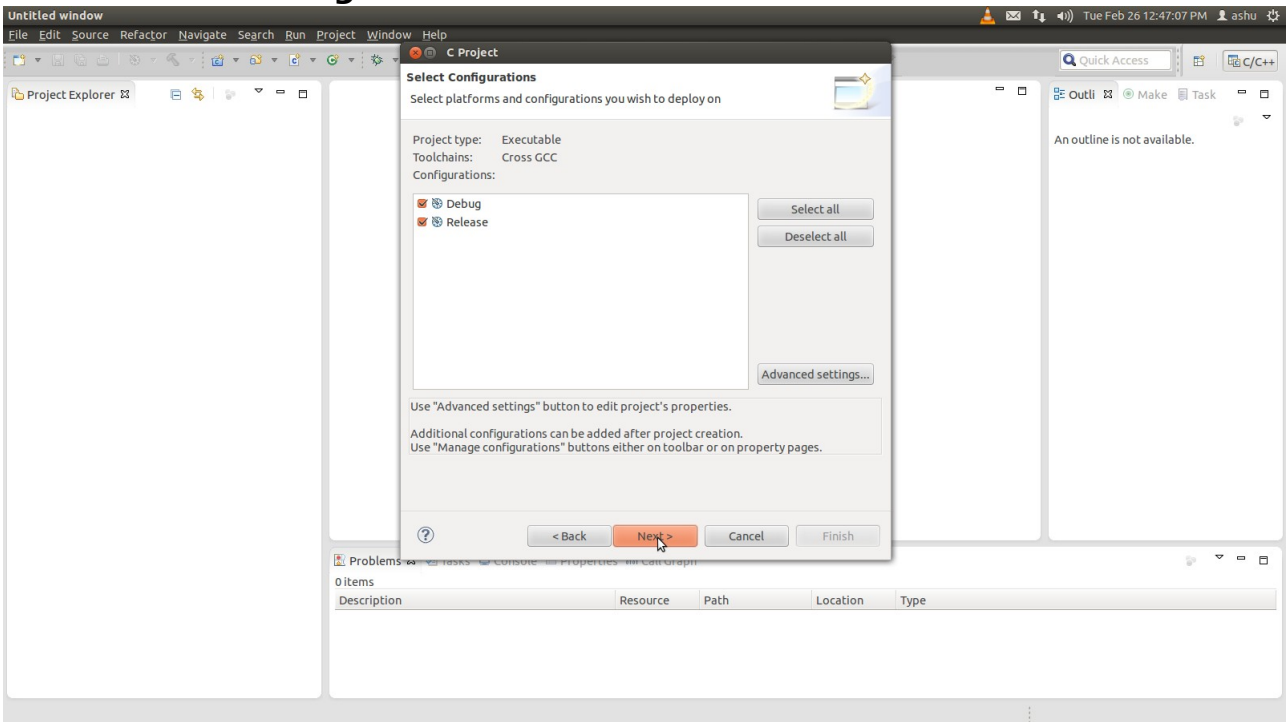 Untitled window
Tue Feb 26 12:47:07 PM ashu
File Edit Source Refactor Navigate Search Run Project Window Help
C Project
Quick Access
C/C++
Select Configurations
Select platforms and configurations you wish to deploy on
Project Explorer
Outli Make Task
An outline is not available.
Project type: Executable
Toolchains: Cross GCC
Configurations:
Debug
Release
Select all
Deselect all
Advanced settings...
Use "Advanced settings" button to edit project's properties.
Additional configurations can be added after project creation.
Use "Manage configurations" buttons either on toolbar or on property pages.
< Back Next > Cancel Finish
Problems Tasks Console Properties Call Graph
0 items
Description Resource Path Location Type